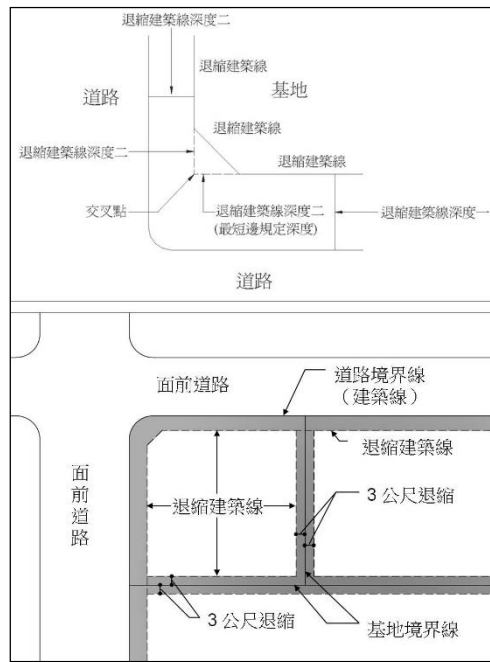 退縮建築線深度二
退縮建築線
道路
基地
退縮建築線
退縮建築線深度二
退縮建築線
交叉點
退縮建築線深度二
(最短邊規定深度)
退縮建築線深度一
道路
面前道路
道路境界線
(建築線)
退縮建築線
面前道路
退縮建築線
3公尺退縮
3公尺退縮
基地境界線